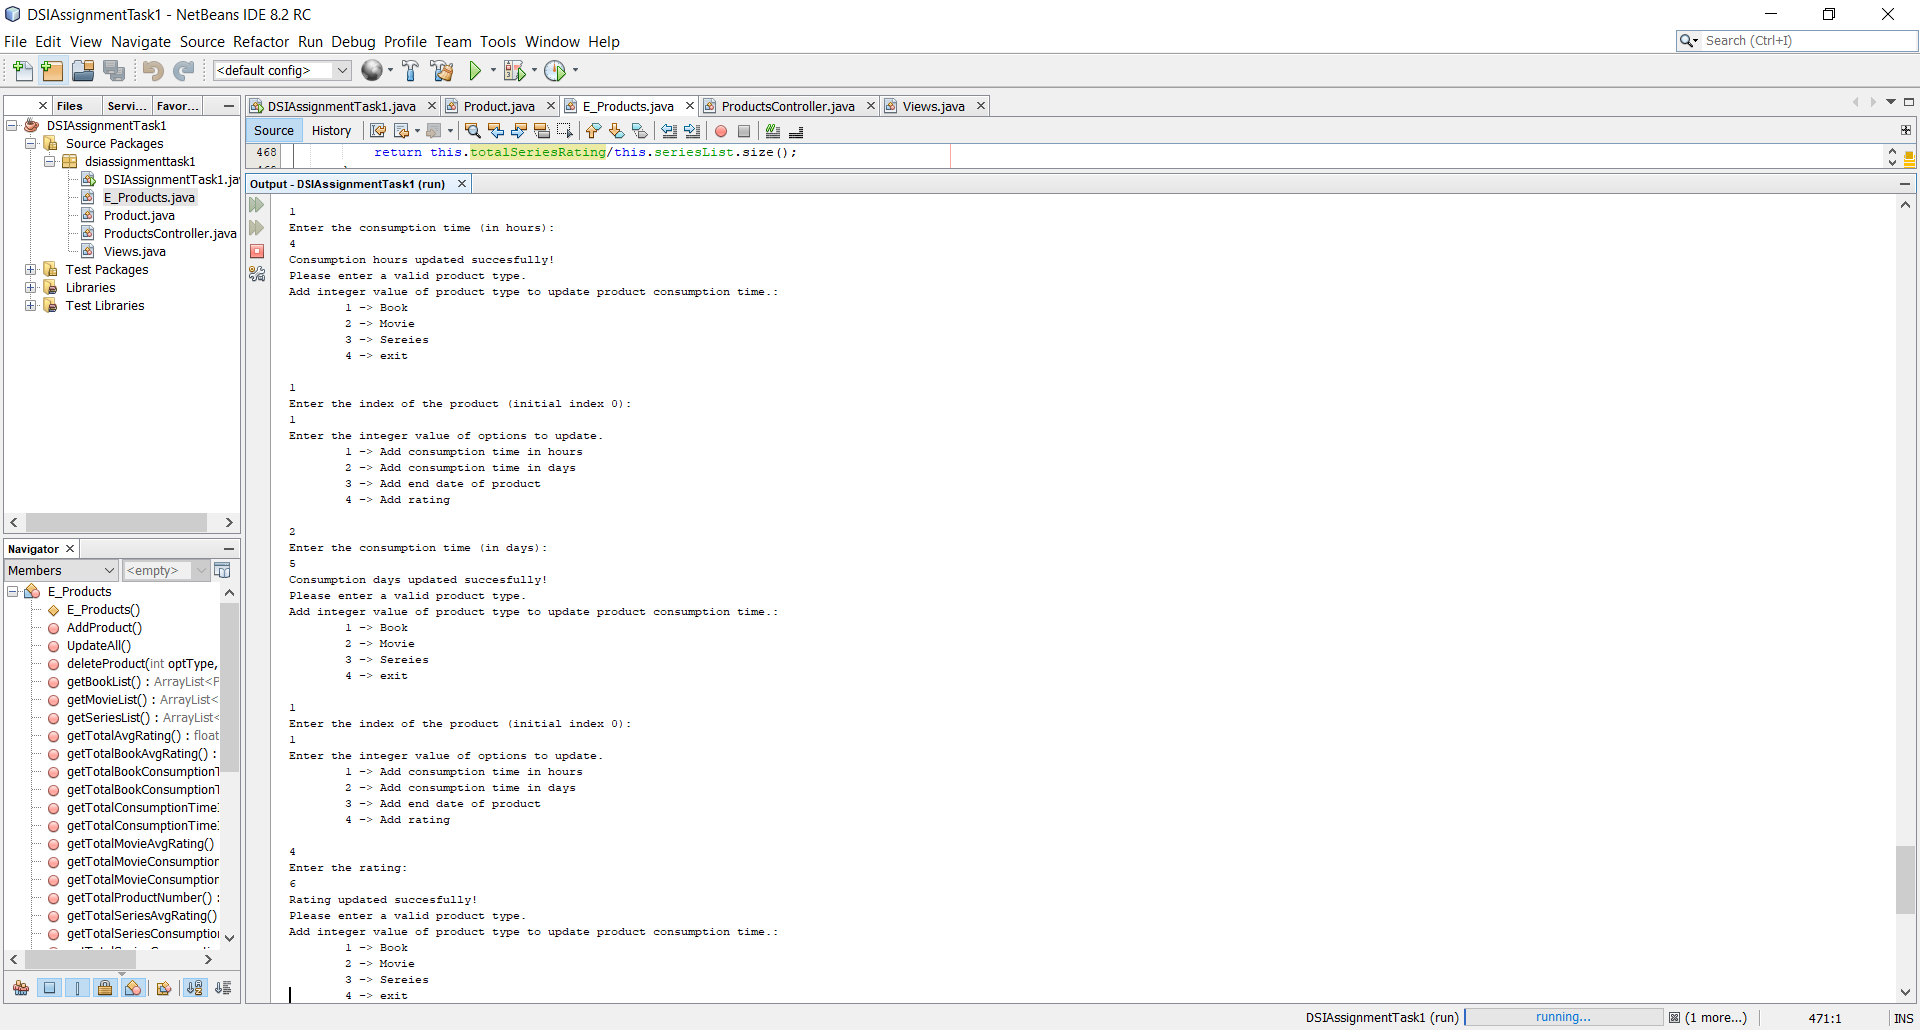 DSIAssignmentTask1 - NetBeans IDE 8.2 RC
File Edit View Navigate Source Refactor Run Debug Profile Team Tools Window Help
Search (Ctrl+I)
<default config>
Files Servi... Favor...
DSIAssignmentTask1
Source Packages
dsiassignmenttask1
DSIAssignmentTask1.ja
E_Products.java
Product.java
ProductsController.java
Views.java
Test Packages
Libraries
Test Libraries
Navigator
Members <empty>
E_Products
E_Products()
AddProduct()
UpdateAll()
deleteProduct(int optType,
getBookList() : ArrayList<P
getMovieList() : ArrayList<
getSeriesList() : ArrayList<
getTotalAvgRating() : float
getTotalBookAvgRating() :
getTotalBookConsumptionT
getTotalBookConsumptionT
getTotalConsumptionTimeI
getTotalConsumptionTimeI
getTotalMovieAvgRating()
getTotalMovieConsumption
getTotalMovieConsumption
getTotalProductNumber() :
getTotalSeriesAvgRating()
getTotalSeriesConsumption
DSIAssignmentTask1.java Product.java E_Products.java ProductsController.java Views.java
Source History
468 return this.totalSeriesRating/this.seriesList.size();
Output - DSIAssignmentTask1 (run)
1
Enter the consumption time (in hours):
4
Consumption hours updated succesfully!
Please enter a valid product type.
Add integer value of product type to update product consumption time.:
1 -> Book
2 -> Movie
3 -> Sereies
4 -> exit
1
Enter the index of the product (initial index 0):
1
Enter the integer value of options to update.
1 -> Add consumption time in hours
2 -> Add consumption time in days
3 -> Add end date of product
4 -> Add rating
2
Enter the consumption time (in days):
5
Consumption days updated succesfully!
Please enter a valid product type.
Add integer value of product type to update product consumption time.:
1 -> Book
2 -> Movie
3 -> Sereies
4 -> exit
1
Enter the index of the product (initial index 0):
1
Enter the integer value of options to update.
1 -> Add consumption time in hours
2 -> Add consumption time in days
3 -> Add end date of product
4 -> Add rating
4
Enter the rating:
6
Rating updated succesfully!
Please enter a valid product type.
Add integer value of product type to update product consumption time.:
1 -> Book
2 -> Movie
3 -> Sereies
4 -> exit
DSIAssignmentTask1 (run) running... (1 more...) 471:1 INS